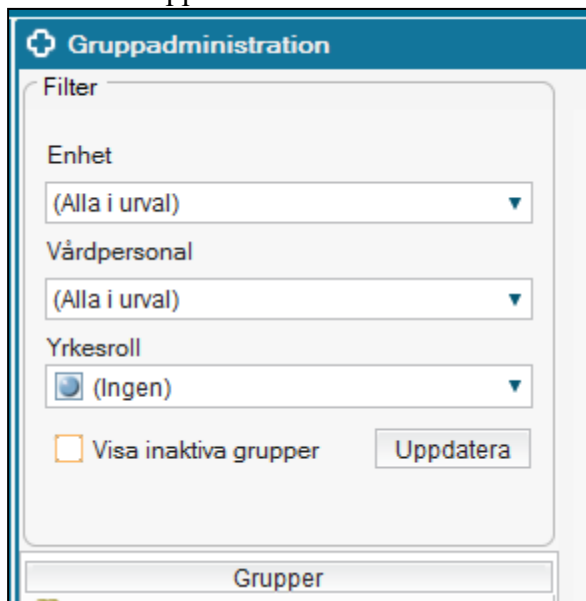 Gruppadministration
Filter
Enhet
(Alla i urval)
Vårdpersonal
(Alla i urval)
Yrkesroll
(Ingen)
Visa inaktiva grupper Uppdatera
Grupper